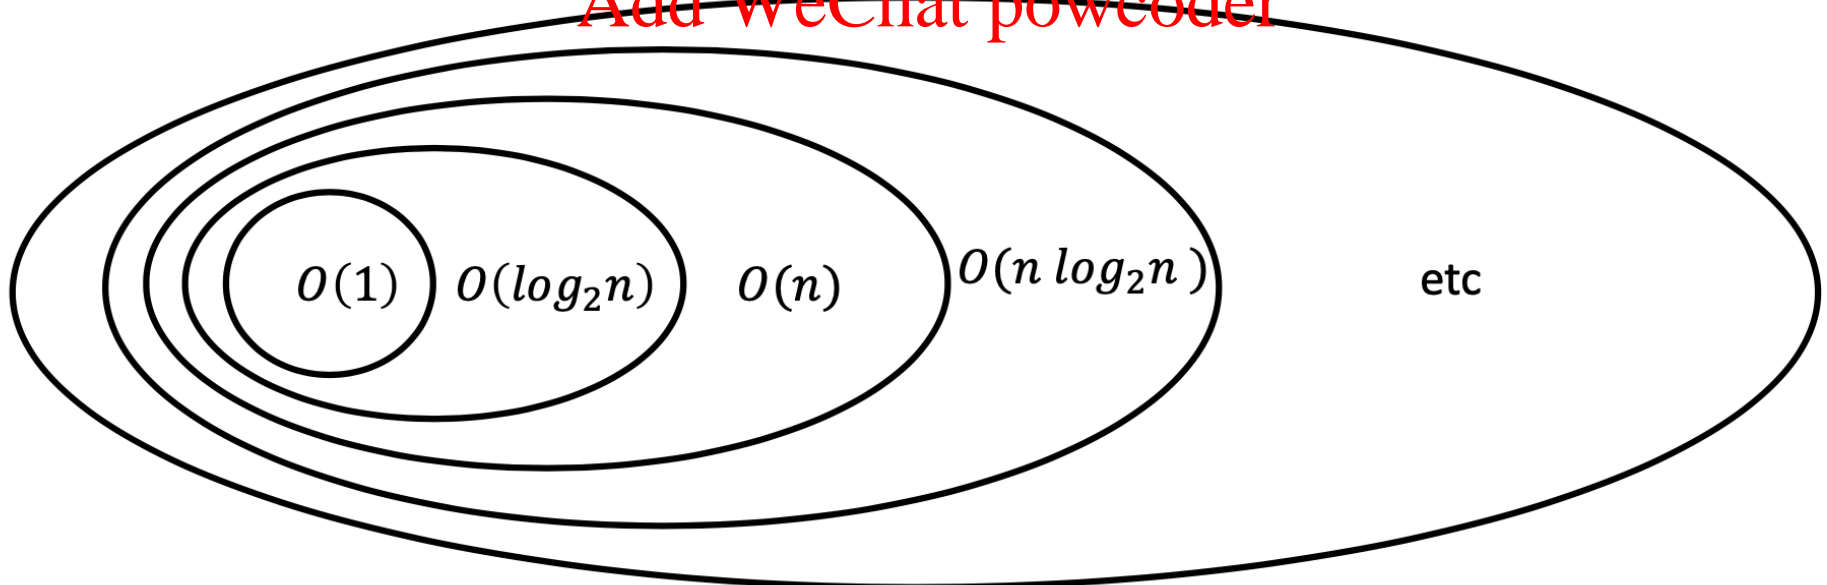 Add WeChat powcoder
O(1) O(log₂n) O(n) O(n log₂n ) etc